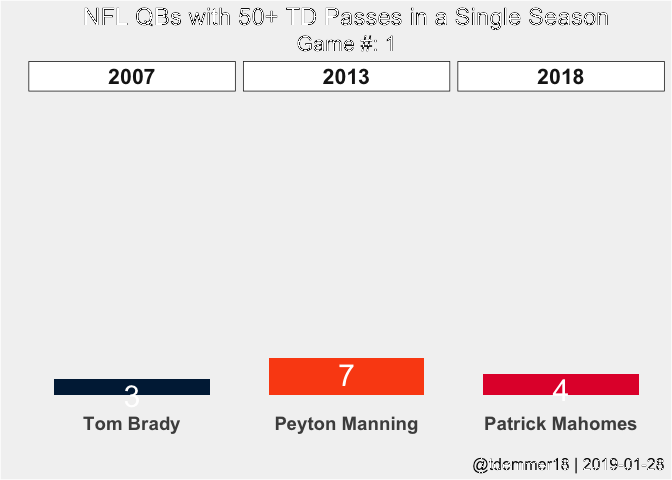 NFL QBs with 50+ TD Passes in a Single Season
Game #: 1
2007 2013 2018
3 7 4
Tom Brady Peyton Manning Patrick Mahomes
@tdemmer18 | 2019-01-28